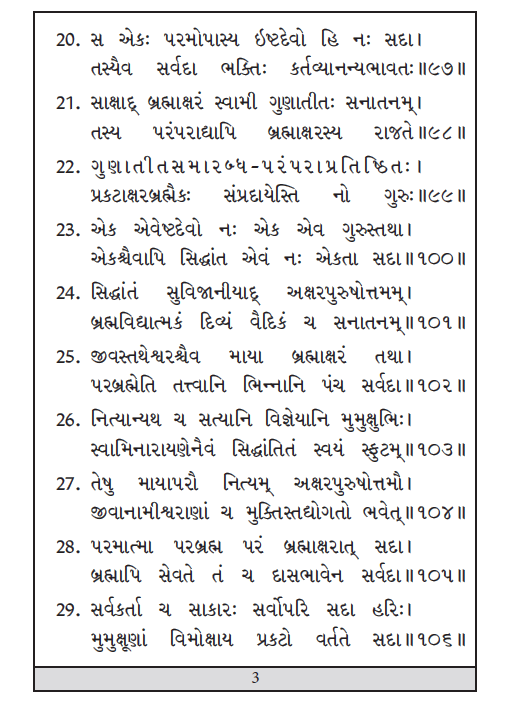 20. સ એકઃ પરમોપાસ્ય ઇષ્ટદેવો હિ નઃ સદા।
તસ્યૈવ સર્વદા ભક્તિઃ કર્તવ્યાનન્યભાવતઃ॥૯૭॥
21. સાક્ષાદ્ બ્રહ્માક્ષરં સ્વામી ગુણાતીતઃ સનાતનમ્।
તસ્ય પરંપરાદ્યાપિ બ્રહ્માક્ષરસ્ય રાજતે॥૯૮॥
22. ગુણાતીતસમારબ્ધ-પરંપરાપ્રતિષ્ઠિતઃ।
પ્રકટાક્ષરબ્રહ્મૈકઃ સંપ્રદાયેસ્તિ નો ગુરુઃ॥૯૯॥
23. એક એવેષ્ટદેવો નઃ એક એવ ગુરુસ્તથા।
એકશ્ચૈવાપિ સિદ્ધાંત એવં નઃ એકતા સદા॥૧૦૦॥
24. સિદ્ધાંતં સુવિજાનીયાદ્ અક્ષરપુરુષોત્તમમ્।
બ્રહ્મવિદ્યાત્મકં દિવ્યં વૈદિકં ચ સનાતનમ્॥૧૦૧॥
25. જીવસ્તથેશ્વરશ્ચૈવ માયા બ્રહ્માક્ષરં તથા।
પરબ્રહ્મેતિ તત્ત્વાનિ ભિન્નાનિ પંચ સર્વદા॥૧૦૨॥
26. નિત્યાન્યથ ચ સત્યાનિ વિજ્ઞેયાનિ મુમુક્ષુભિઃ।
સ્વામિનારાયણેનૈવં સિદ્ધાંતિતં સ્વયં સ્ફુટમ્॥૧૦૩॥
27. તેષુ માયાપરૌ નિત્યમ્ અક્ષરપુરુષોત્તમૌ।
જીવાનામીશ્વરાણાં ચ મુક્તિસ્તદ્યોગતો ભવેત્॥૧૦૪॥
28. પરમાત્મા પરબ્રહ્મ પરં બ્રહ્માક્ષરાત્ સદા।
બ્રહ્માપિ સેવતે તં ચ દાસભાવેન સર્વદા॥૧૦૫॥
29. સર્વકર્તા ચ સાકારઃ સર્વોપરિ સદા હરિઃ।
મુમુક્ષૂણાં વિમોક્ષાય પ્રકટો વર્તતે સદા॥૧૦૬॥
3